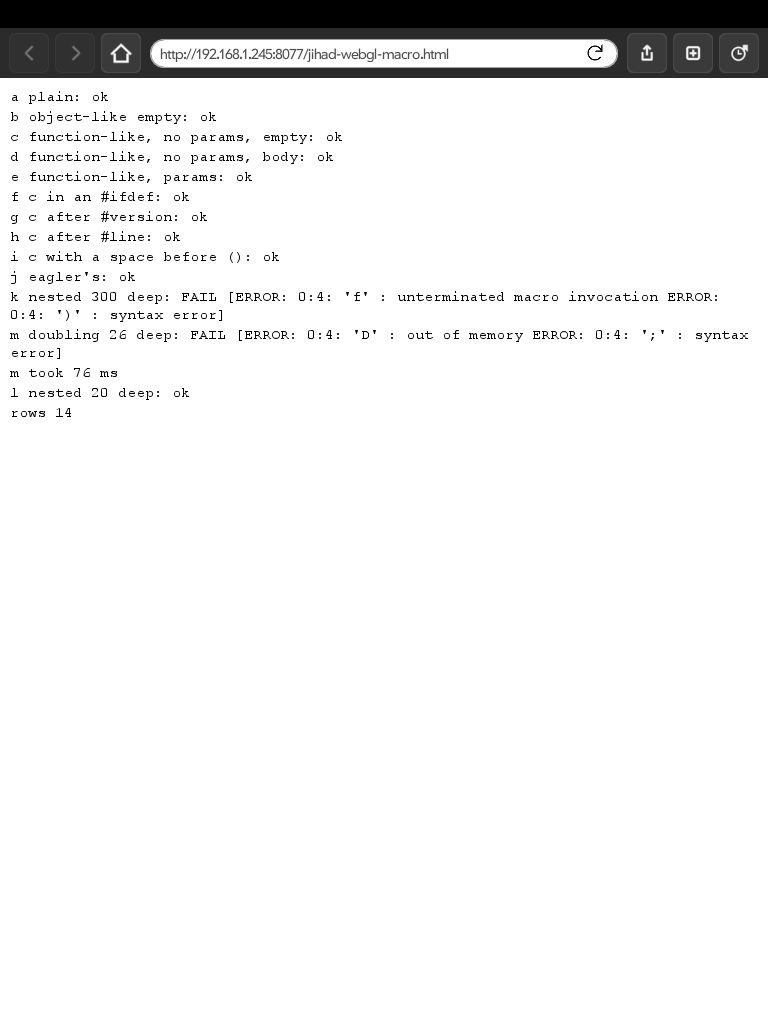 http://192.168.1.245:8077/jihad-webgl-macro.html
a plain: ok
b object-like empty: ok
c function-like, no params, empty: ok
d function-like, no params, body: ok
e function-like, params: ok
f c in an #ifdef: ok
g c after #version: ok
h c after #line: ok
i c with a space before (): ok
j eagler's: ok
k nested 300 deep: FAIL [ERROR: 0:4: 'f' : unterminated macro invocation ERROR:
0:4: ')' : syntax error]
m doubling 26 deep: FAIL [ERROR: 0:4: 'D' : out of memory ERROR: 0:4: ';' : syntax
error]
m took 76 ms
l nested 20 deep: ok
rows 14